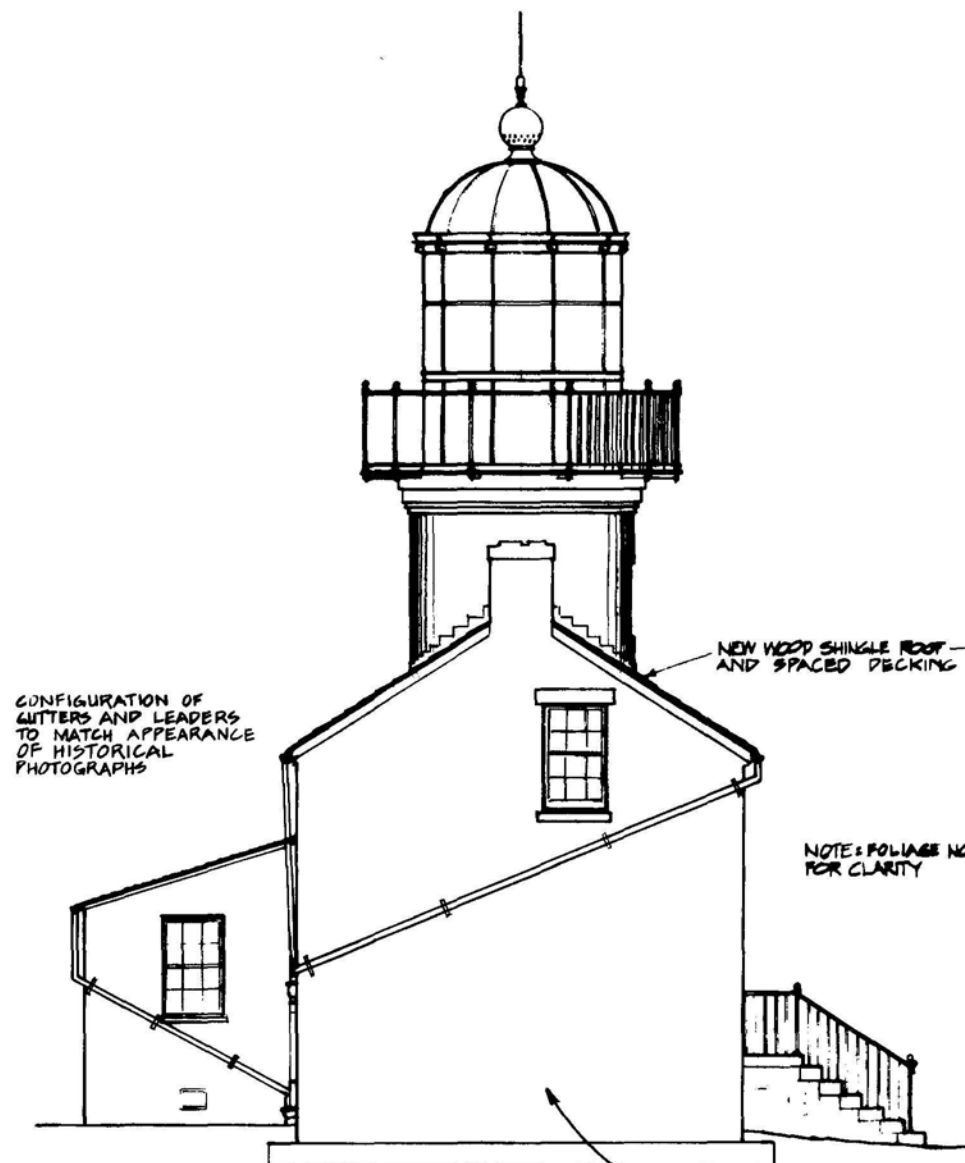 NEW WOOD SHINGLE ROOF —
AND SPACED DECKING
CONFIGURATION OF
GUTTERS AND LEADERS
TO MATCH APPEARANCE
OF HISTORICAL
PHOTOGRAPHS
NOTE: FOLIAGE NO
FOR CLARITY